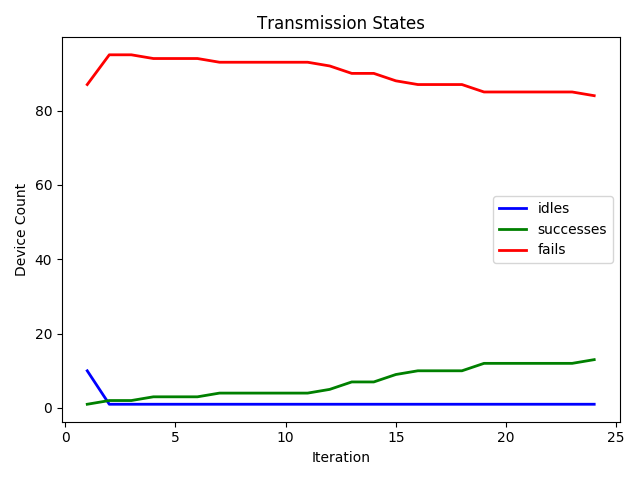 Transmission States
Device Count
80
60
40
20
0
idles
successes
fails
0 5 10 15 20 25
Iteration